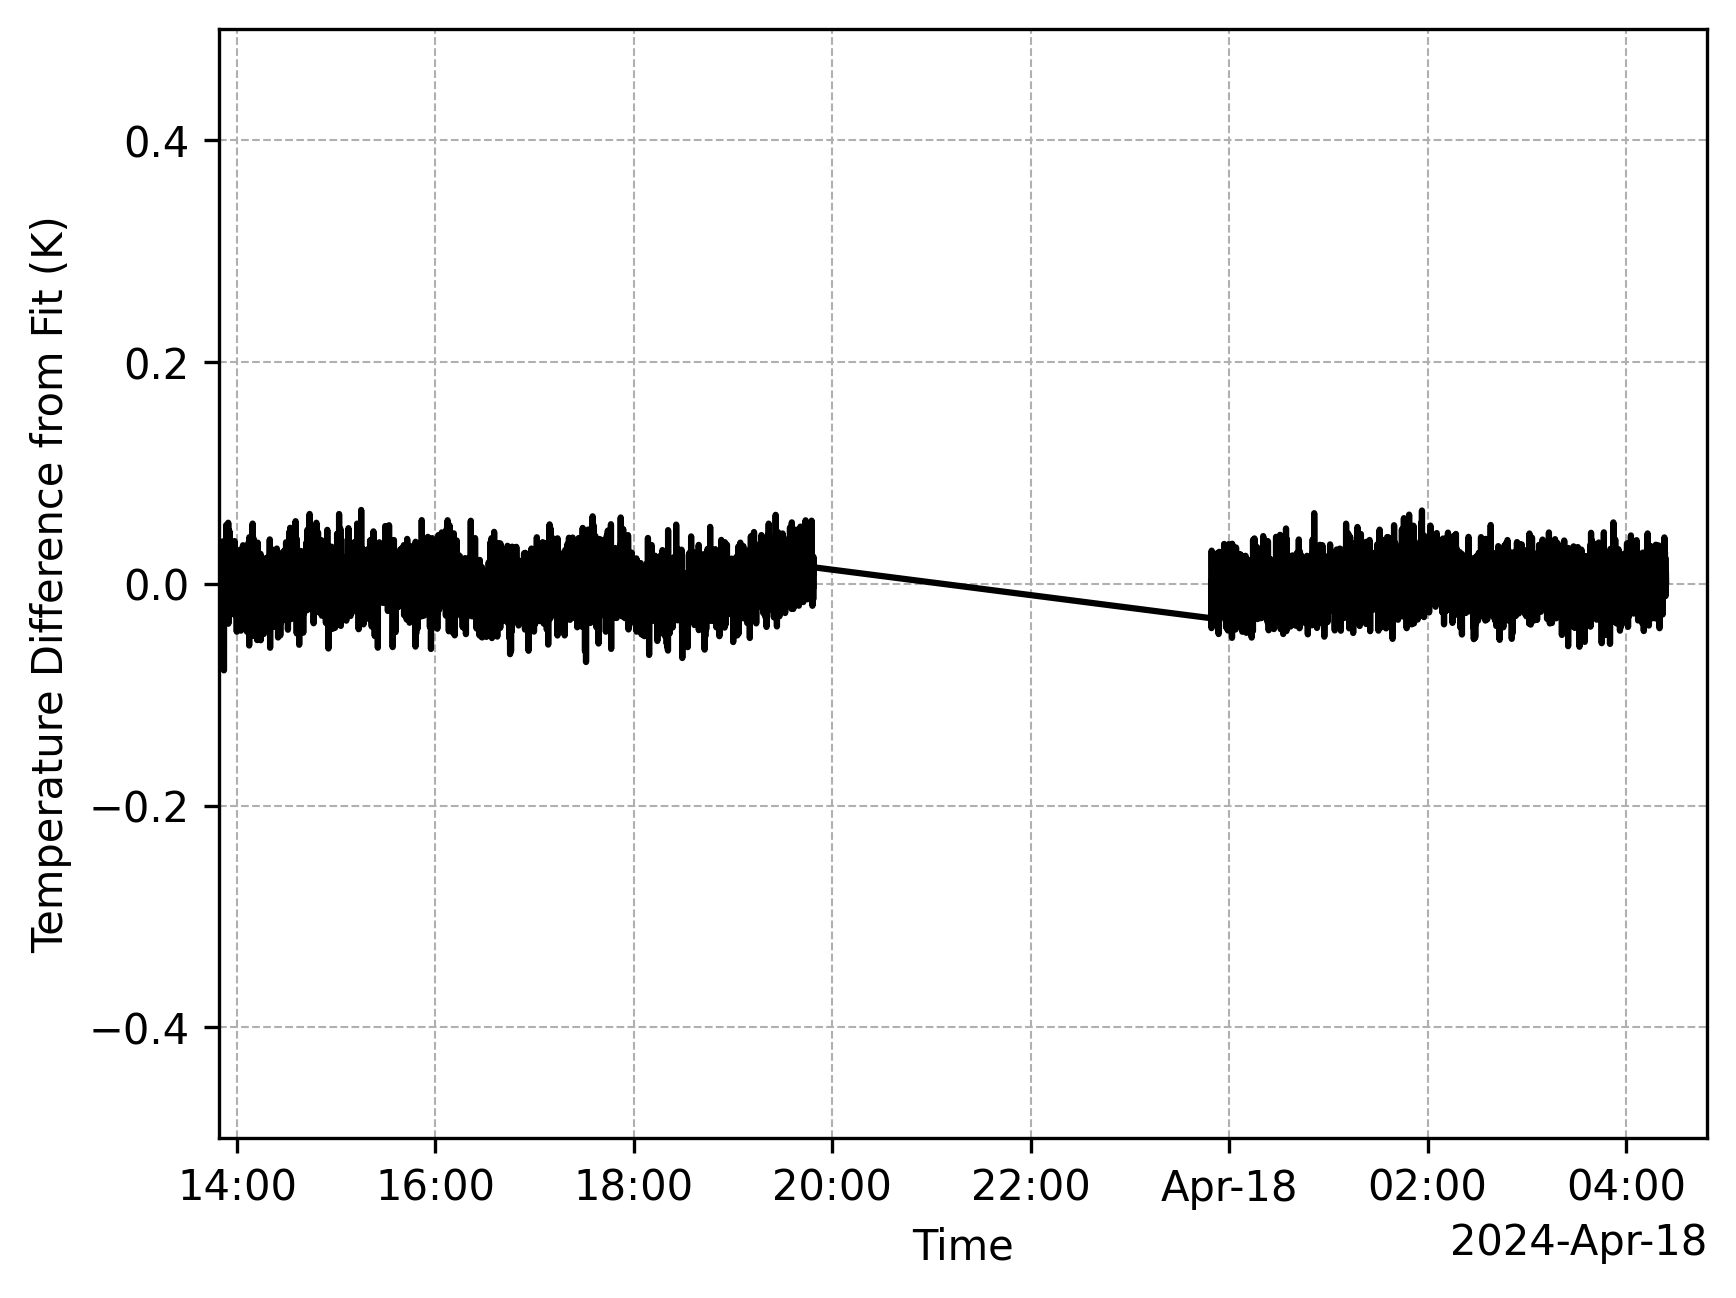 Temperature Difference from Fit (K)
0.4
0.2
0.0
−0.2
−0.4
14:00 16:00 18:00 20:00 22:00 Apr-18 02:00 04:00
Time
2024-Apr-18